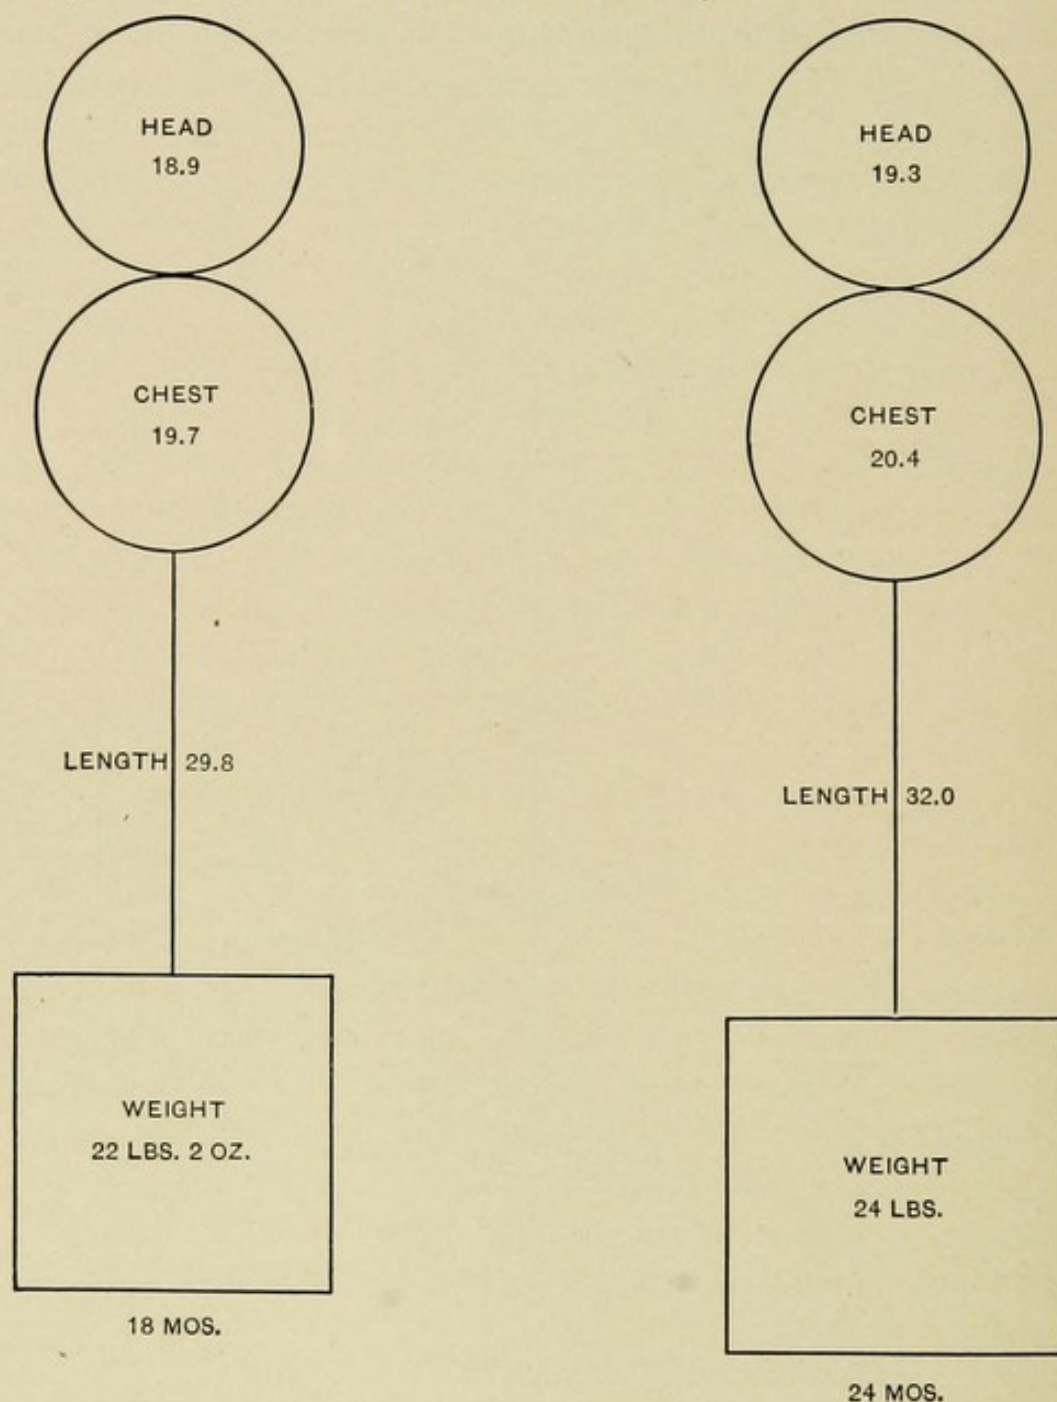 HEAD
18.9
CHEST
19.7
LENGTH 29.8
WEIGHT
22 LBS. 2 OZ.
18 MOS.
HEAD
19.3
CHEST
20.4
LENGTH 32.0
WEIGHT
24 LBS.
24 MOS.